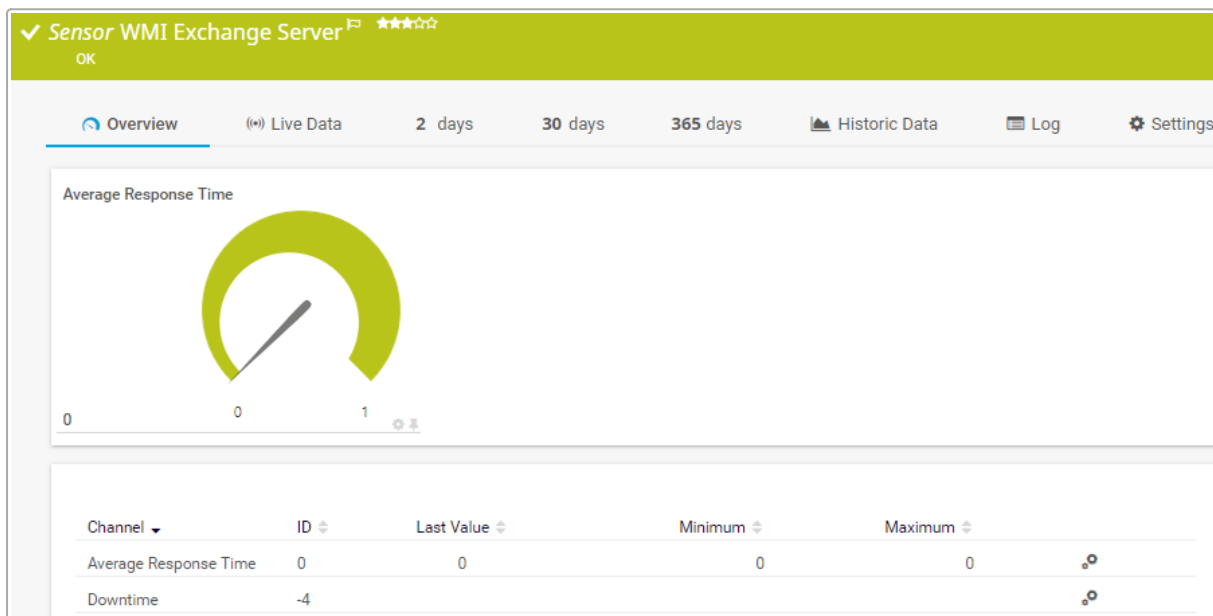 Sensor WMI Exchange Server
OK
Overview Live Data 2 days 30 days 365 days Historic Data Log Settings
Average Response Time
0 1
0
Channel ID Last Value Minimum Maximum
Average Response Time 0 0 0 0
Downtime -4